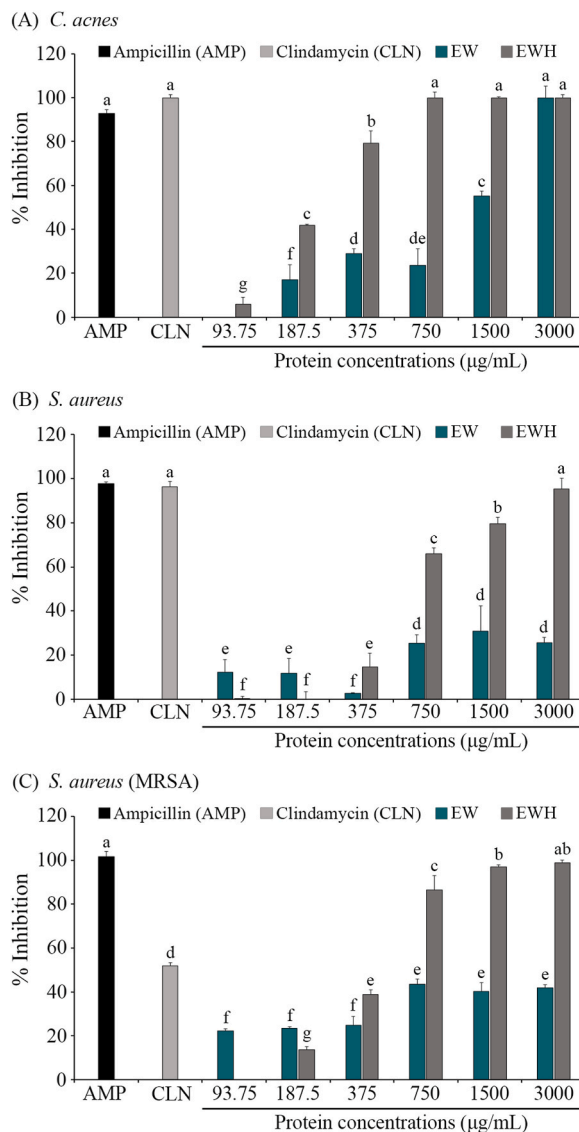 (A) C. acnes
Ampicillin (AMP) Clindamycin (CLN) EW EWH
120
100
80
60
40
20
0
% Inhibition
a a g f c d b de a c a a a
AMP CLN 93.75 187.5 375 750 1500 3000
Protein concentrations (µg/mL)
(B) S. aureus
Ampicillin (AMP) Clindamycin (CLN) EW EWH
120
100
80
60
40
20
0
% Inhibition
a a e f e f f e d c d b d a
AMP CLN 93.75 187.5 375 750 1500 3000
Protein concentrations (µg/mL)
(C) S. aureus (MRSA)
Ampicillin (AMP) Clindamycin (CLN) EW EWH
120
100
80
60
40
20
0
% Inhibition
a d f f g f e e c e b e ab
AMP CLN 93.75 187.5 375 750 1500 3000
Protein concentrations (µg/mL)